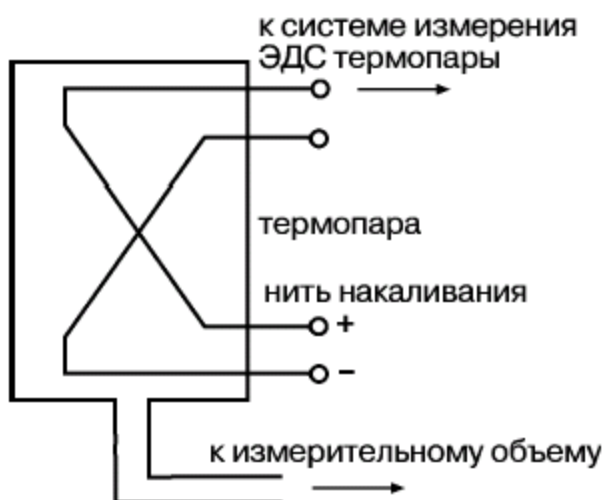 к системе измерения
ЭДС термопары
термопара
нить накаливания
+
−
к измерительному объему